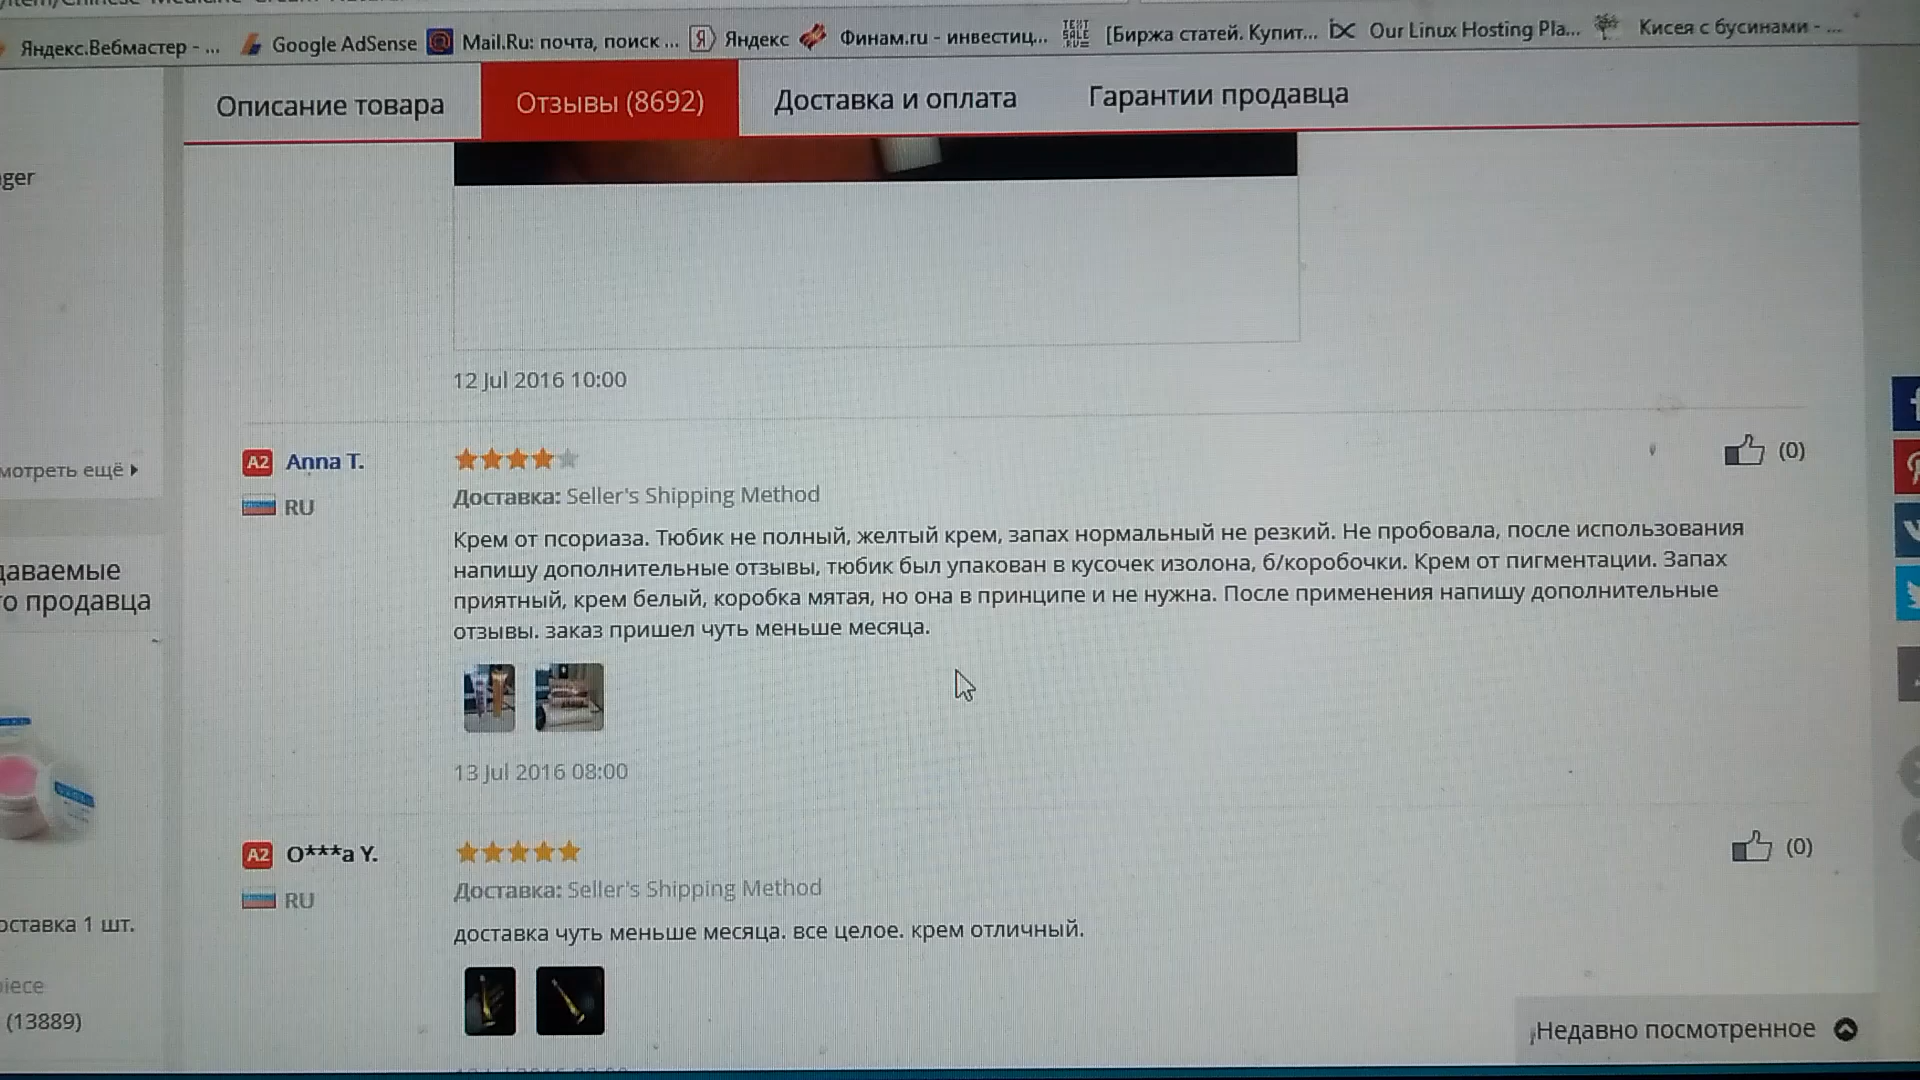 Яндекс.Вебмастер - ... Google AdSense Mail.Ru: почта, поиск ... Яндекс Финам.ru - инвестиц... [Биржа статей. Купит... Our Linux Hosting Pla... Кисея с бусинами - ...
Описание товара Отзывы (8692) Доставка и оплата Гарантии продавца
12 Jul 2016 10:00
A2 Anna T. (0)
RU
Доставка: Seller's Shipping Method
Крем от псориаза. Тюбик не полный, желтый крем, запах нормальный не резкий. Не пробовала, после использования
напишу дополнительные отзывы, тюбик был упакован в кусочек изолона, б/коробочки. Крем от пигментации. Запах
приятный, крем белый, коробка мятая, но она в принципе и не нужна. После применения напишу дополнительные
отзывы. заказ пришел чуть меньше месяца.
13 Jul 2016 08:00
A2 O***a Y. (0)
RU
Доставка: Seller's Shipping Method
доставка чуть меньше месяца. все целое. крем отличный.
ger
мотреть ещё
даваемые
о продавца
оставка 1 шт.
piece
(13889)
Недавно посмотренное